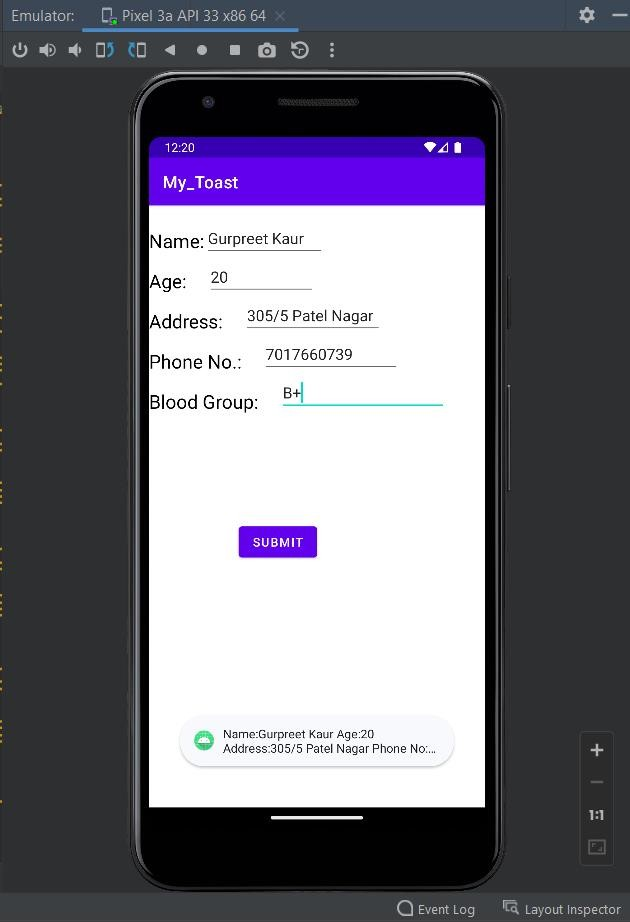 Emulator: Pixel 3a API 33 x86 64
12:20
My_Toast
Name: Gurpreet Kaur
Age: 20
Address: 305/5 Patel Nagar
Phone No.: 7017660739
Blood Group: B+
SUBMIT
Name:Gurpreet Kaur Age:20
Address:305/5 Patel Nagar Phone No:...
1:1
Event Log Layout Inspector